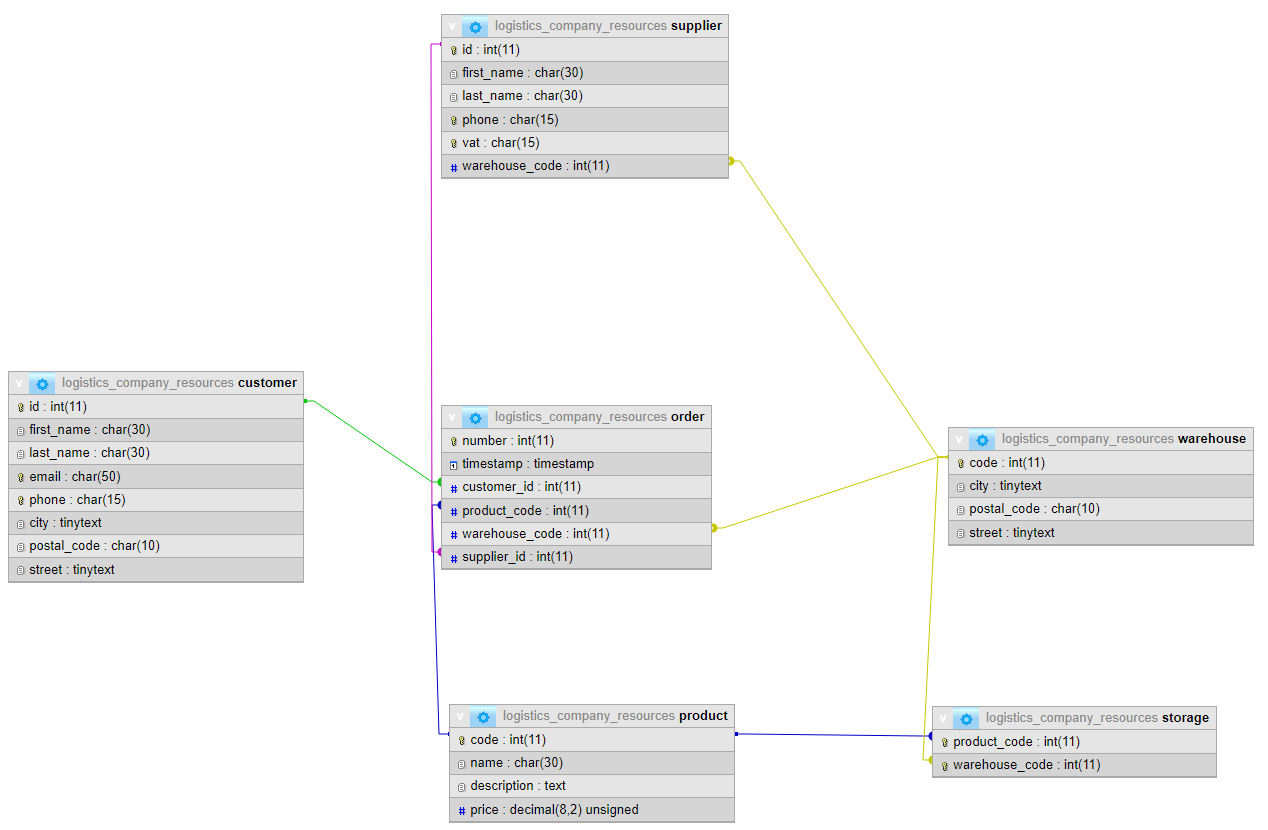 v logistics_company_resources supplier
id : int(11)
first_name : char(30)
last_name : char(30)
phone : char(15)
vat : char(15)
# warehouse_code : int(11)
v logistics_company_resources customer
id : int(11)
first_name : char(30)
last_name : char(30)
email : char(50)
phone : char(15)
city : tinytext
postal_code : char(10)
street : tinytext
v logistics_company_resources order
number : int(11)
timestamp : timestamp
# customer_id : int(11)
# product_code : int(11)
# warehouse_code : int(11)
# supplier_id : int(11)
v logistics_company_resources warehouse
code : int(11)
city : tinytext
postal_code : char(10)
street : tinytext
v logistics_company_resources product
code : int(11)
name : char(30)
description : text
# price : decimal(8,2) unsigned
v logistics_company_resources storage
product_code : int(11)
warehouse_code : int(11)